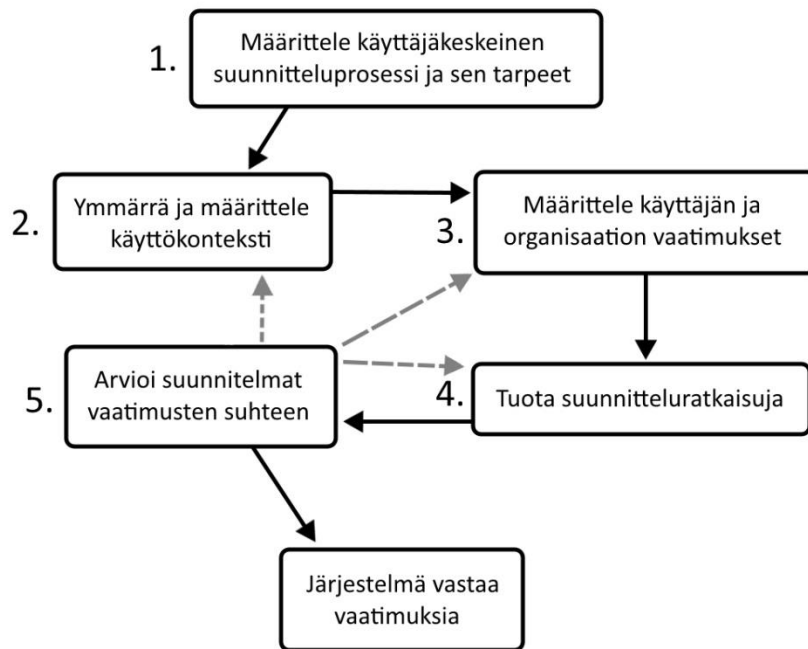 1.
Määrittele käyttäjäkeskeinen
suunnitteluprosessi ja sen tarpeet
2.
Ymmärrä ja määrittele
käyttökonteksti
3.
Määrittele käyttäjän ja
organisaation vaatimukset
4.
Tuota suunnitteluratkaisuja
5.
Arvioi suunnitelmat
vaatimusten suhteen
Järjestelmä vastaa
vaatimuksia